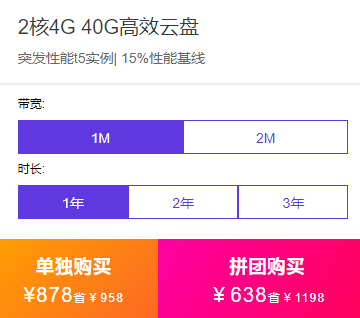 2核4G 40G高效云盘
突发性能t5实例| 15%性能基线
带宽:
1M 2M
时长:
1年 2年 3年
单独购买 拼团购买
¥878省￥958 ￥638省￥1198